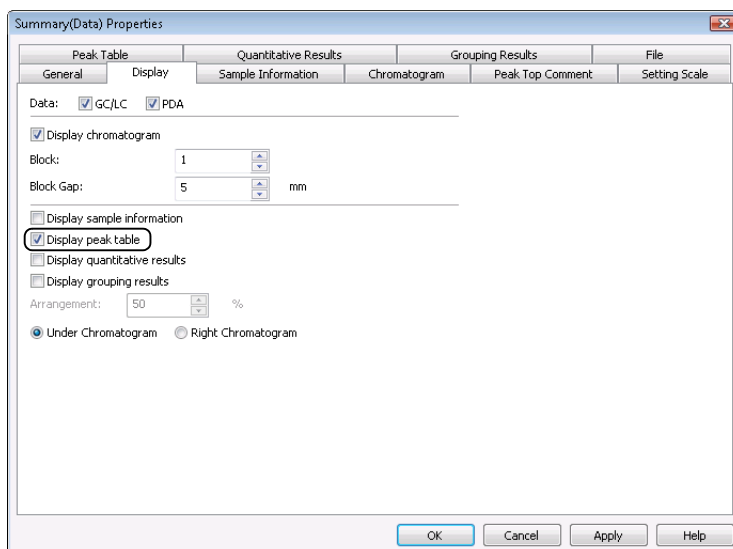 Summary(Data) Properties
Peak Table Quantitative Results Grouping Results File
General Display Sample Information Chromatogram Peak Top Comment Setting Scale
Data: GC/LC PDA
Display chromatogram
Block: 1
Block Gap: 5 mm
Display sample information
Display peak table
Display quantitative results
Display grouping results
Arrangement: 50 %
Under Chromatogram Right Chromatogram
OK Cancel Apply Help